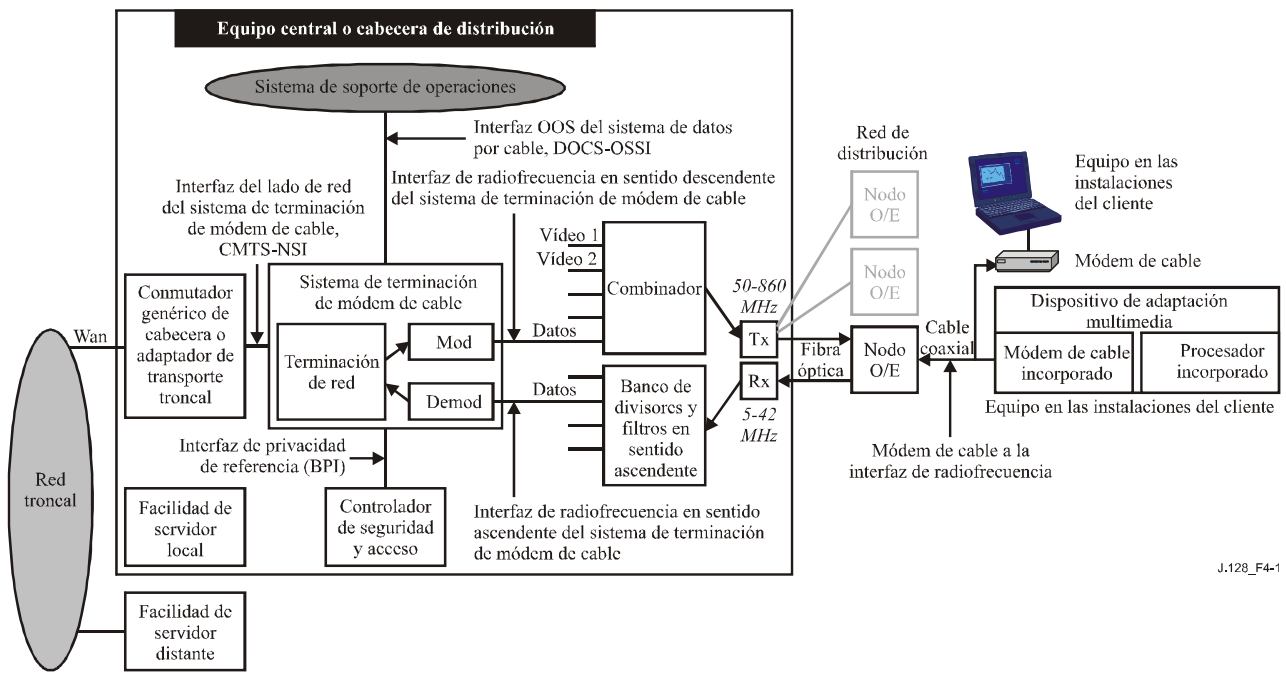 Equipo central o cabecera de distribución
Sistema de soporte de operaciones
Interfaz OOS del sistema de datos
por cable, DOCS-OSSI
Interfaz del lado de red
del sistema de terminación
de módem de cable,
CMTS-NSI
Interfaz de radiofrecuencia en sentido descendente
del sistema de terminación de módem de cable
Red de
distribución
Nodo
O/E
Nodo
O/E
Equipo en las
instalaciones
del cliente
Módem de cable
Vídeo 1
Vídeo 2
Combinador
50-860
MHz
Wan
Conmutador
genérico de
cabecera o
adaptador de
transporte
troncal
Sistema de terminación
de módem de cable
Terminación
de red
Mod
Demod
Datos
Datos
Tx
Rx
5-42
MHz
Fibra
óptica
Nodo
O/E
Cable
coaxial
Dispositivo de adaptación
multimedia
Módem de cable
incorporado
Procesador
incorporado
Equipo en las instalaciones del cliente
Banco de
divisores y
filtros en
sentido
ascendente
Módem de cable a la
interfaz de radiofrecuencia
Interfaz de privacidad
de referencia (BPI)
Red
troncal
Facilidad de
servidor
local
Controlador
de seguridad
y acceso
Interfaz de radiofrecuencia en sentido
ascendente del sistema de terminación
de módem de cable
Facilidad de
servidor
distante
J.128_F4-1